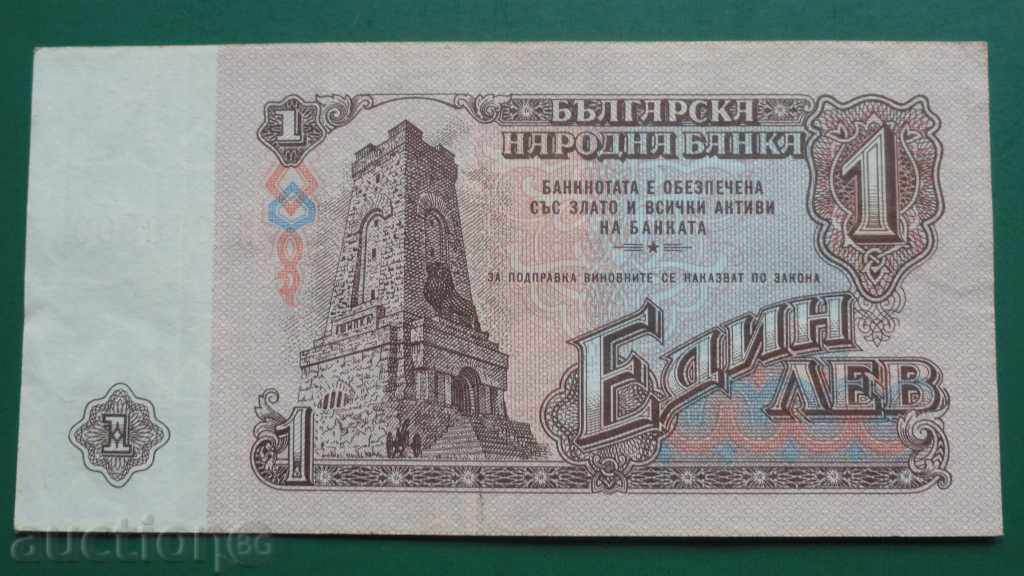 1
БЪЛГАРСКА
НАРОДНА БАНКА
1
БАНКНОТАТА Е ОБЕЗПЕЧЕНА
СЪС ЗЛАТО И ВСИЧКИ АКТИВИ
НА БАНКАТА
ЗА ПОДПРАВКА ВИНОВНИТЕ СЕ НАКАЗВАТ ПО ЗАКОНА
ЕДИН
ЛЕВ
1
1
auction BG